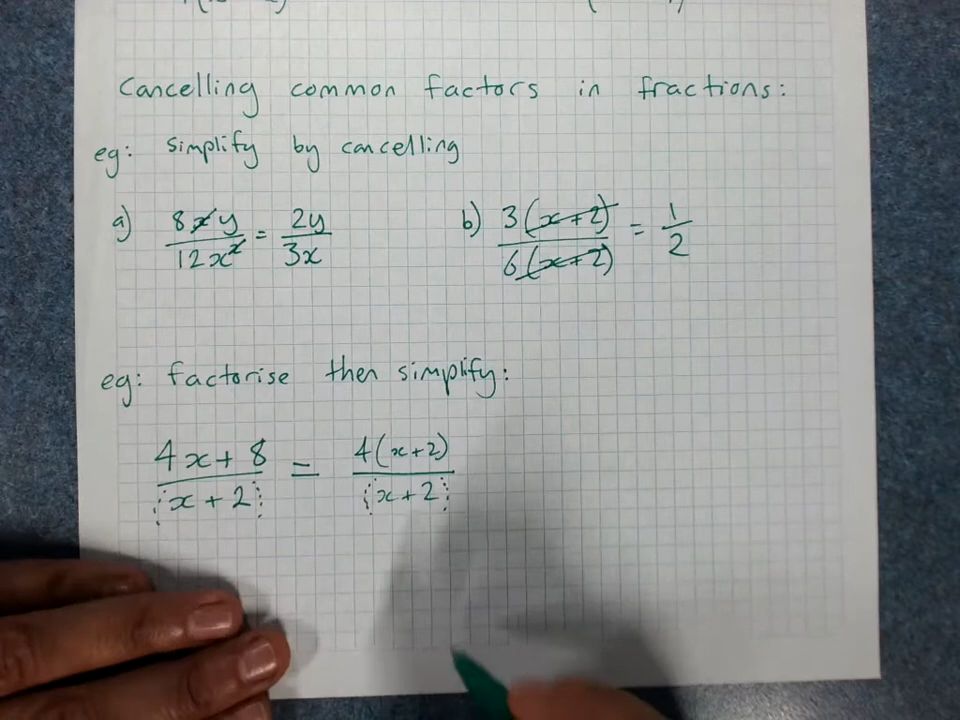 Cancelling common factors in fractions:
eg: simplify by cancelling
a) 8xy/12x² = 2y/3x b) 3(x+2)/6(x+2) = 1/2
eg: factorise then simplify:
4x+8/(x+2) = 4(x+2)/(x+2)